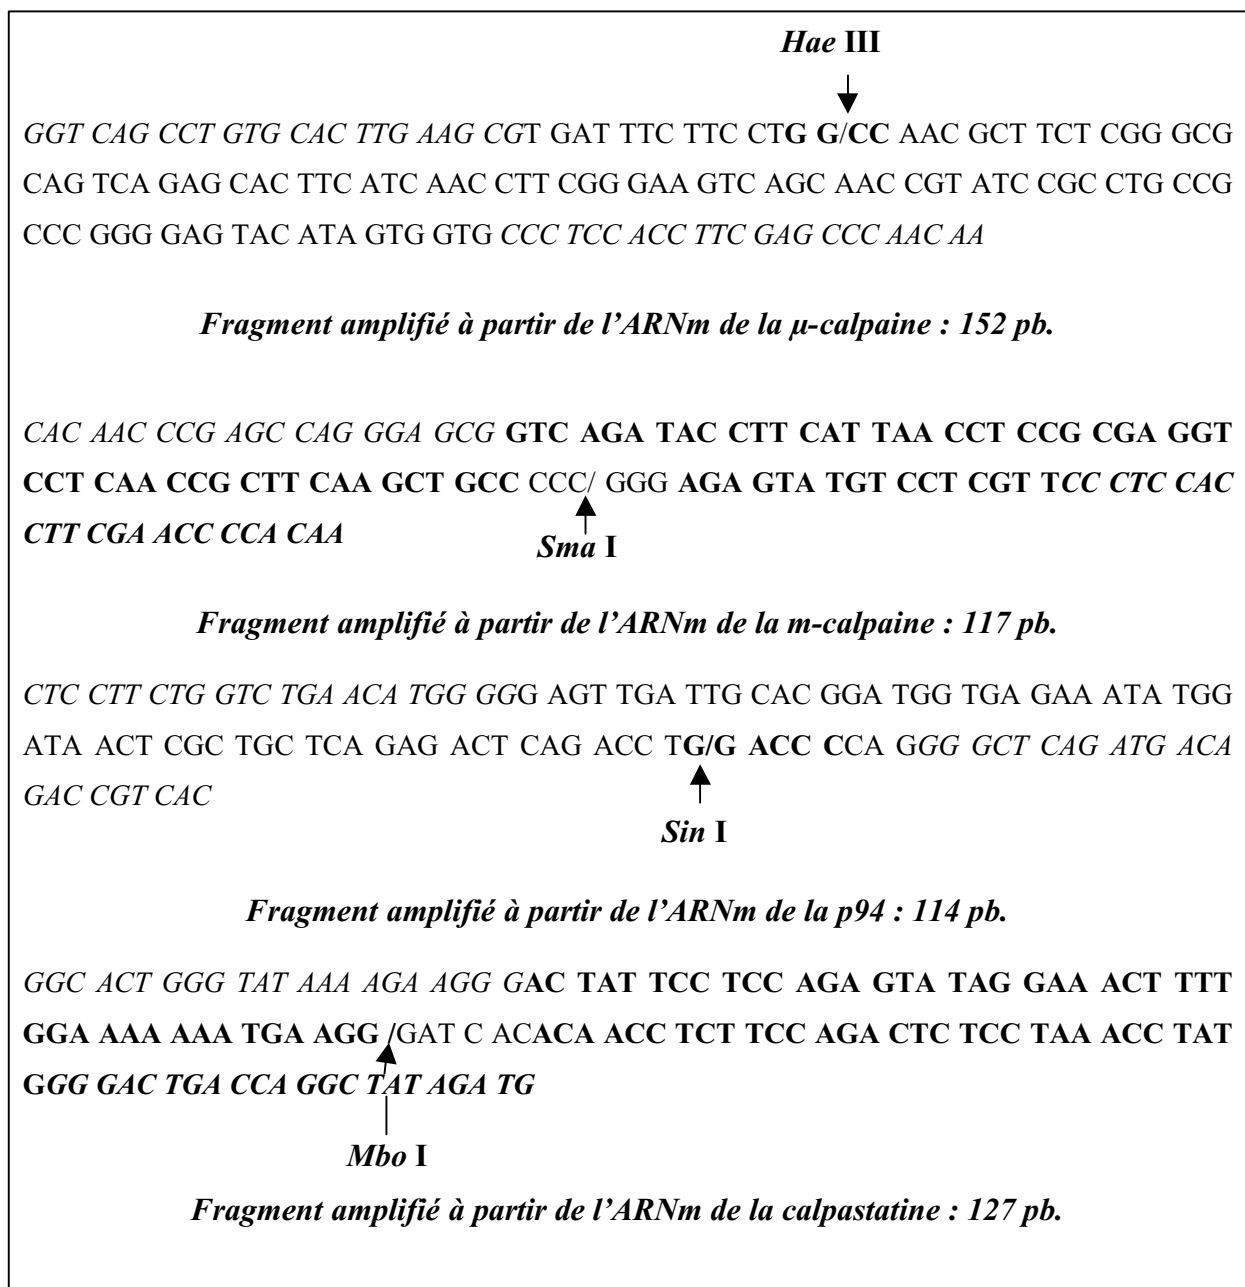 Hae III
GGT CAG CCT GTG CAC TTG AAG CGT GAT TTC TTC CTG G/CC AAC GCT TCT CGG GCG
CAG TCA GAG CAC TTC ATC AAC CTT CGG GAA GTC AGC AAC CGT ATC CGC CTG CCG
CCC GGG GAG TAC ATA GTG GTG CCC TCC ACC TTC GAG CCC AAC AA
Fragment amplifié à partir de l'ARNm de la μ-calpaine : 152 pb.
CAC AAC CCG AGC CAG GGA GCG GTC AGA TAC CTT CAT TAA CCT CCG CGA GGT
CCT CAA CCG CTT CAA GCT GCC CCC/ GGG AGA GTA TGT CCT CGT TCC CTC CAC
CTT CGA ACC CCA CAA
Sma I
Fragment amplifié à partir de l'ARNm de la m-calpaine : 117 pb.
CTC CTT CTG GTC TGA ACA TGG GGG AGT TGA TTG CAC GGA TGG TGA GAA ATA TGG
ATA ACT CGC TGC TCA GAG ACT CAG ACC TG/G ACC CCA GGG GCT CAG ATG ACA
GAC CGT CAC
Sin I
Fragment amplifié à partir de l'ARNm de la p94 : 114 pb.
GGC ACT GGG TAT AAA AGA AGG GAC TAT TCC TCC AGA GTA TAG GAA ACT TTT
GGA AAA AAA TGA AGG /GAT C ACACA ACC TCT TCC AGA CTC TCC TAA ACC TAT
GGG GAC TGA CCA GGC TAT AGA TG
Mbo I
Fragment amplifié à partir de l'ARNm de la calpastatine : 127 pb.